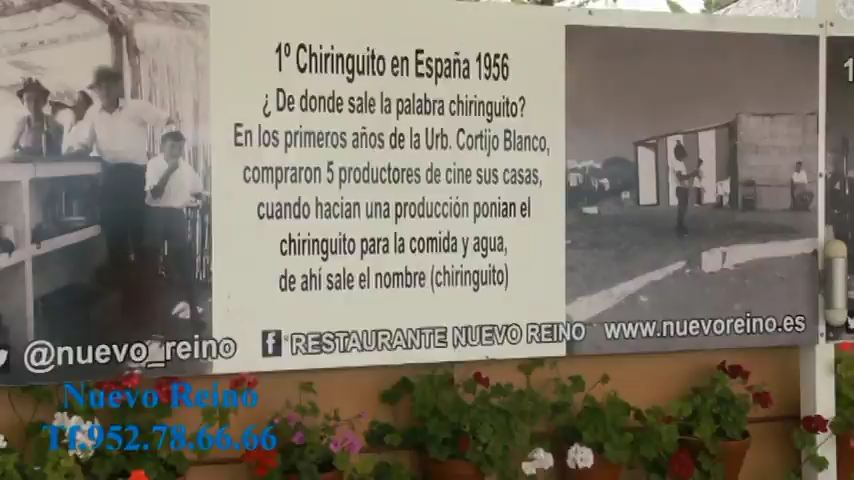 1º Chiringuito en España 1956
¿ De donde sale la palabra chiringuito?
En los primeros años de la Urb. Cortijo Blanco,
compraron 5 productores de cine sus casas,
cuando hacian una producción ponian el
chiringuito para la comida y agua,
de ahí sale el nombre (chiringuito)
@nuevo_reino f RESTAURANTE NUEVO REINO www.nuevoreino.es
Nuevo Reino
Tf.952.78.66.66